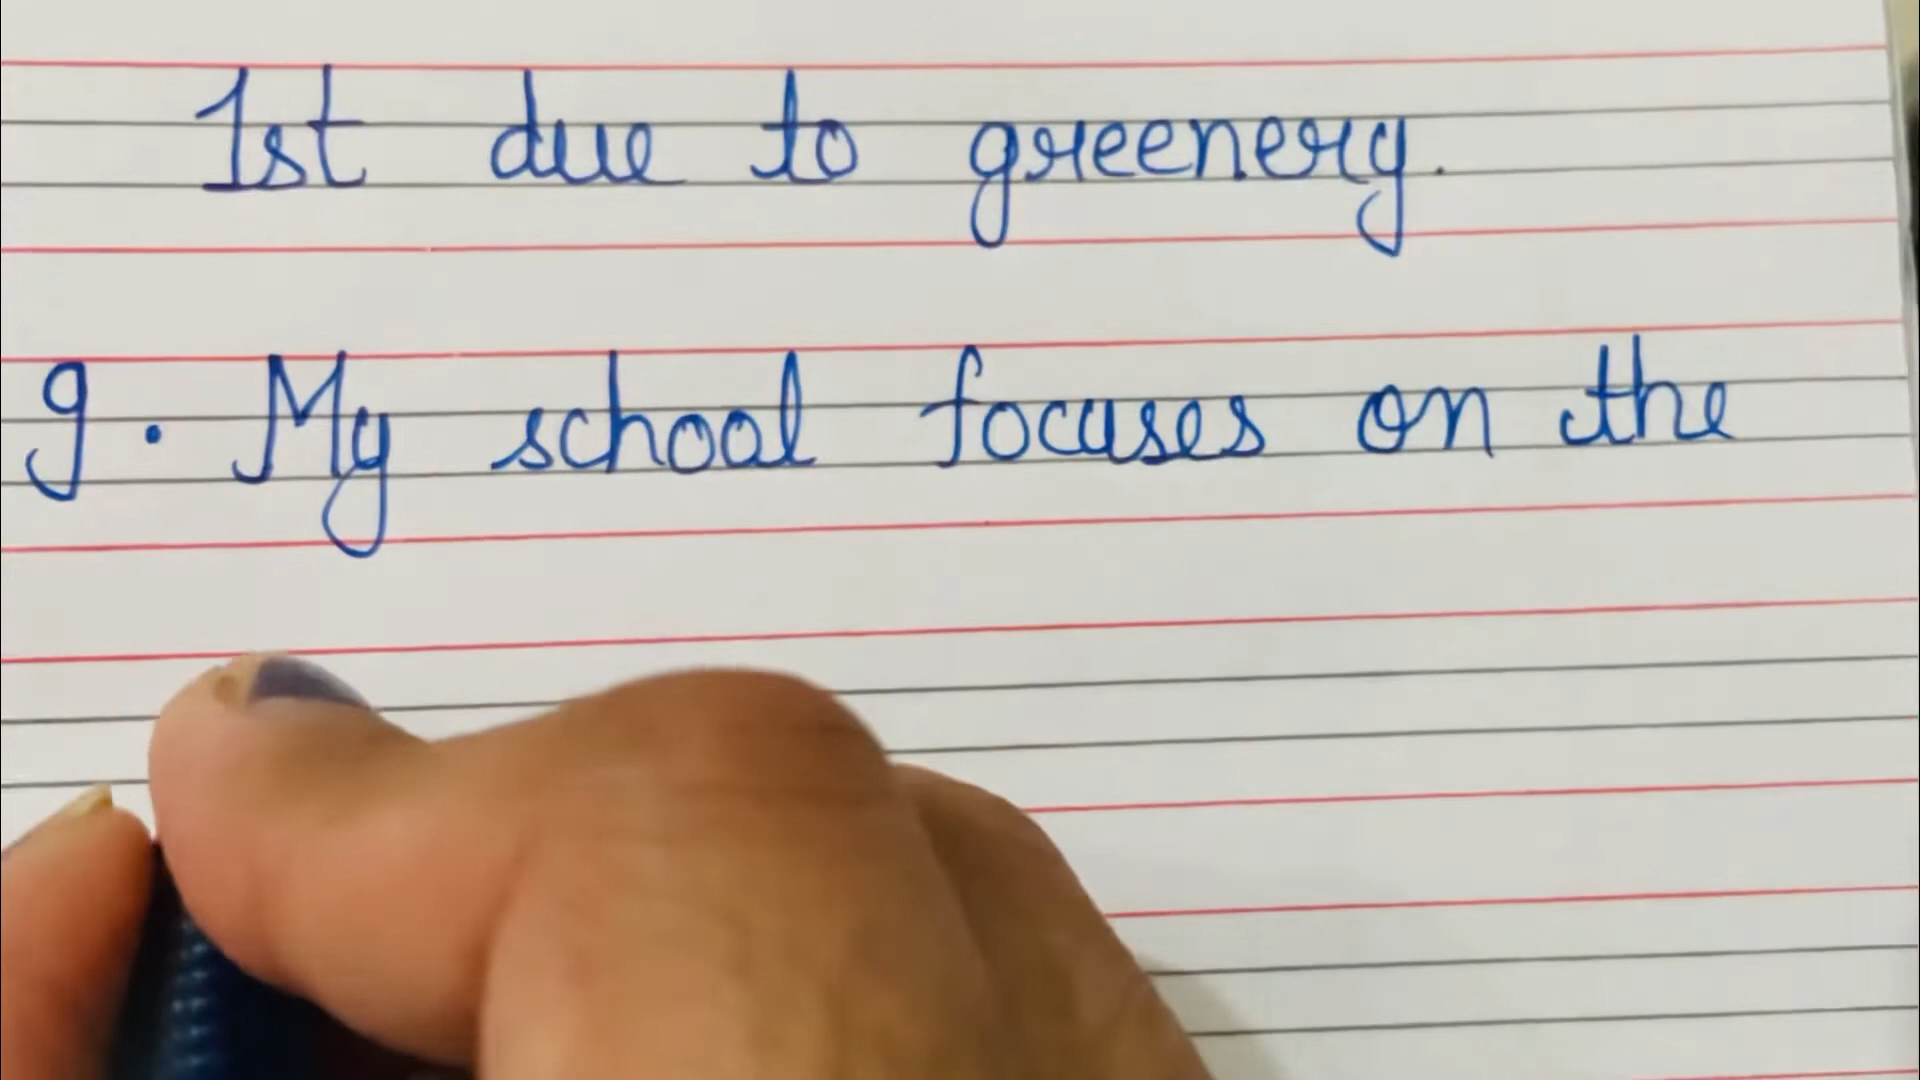 1st due to greenery.
9. My school focuses on the